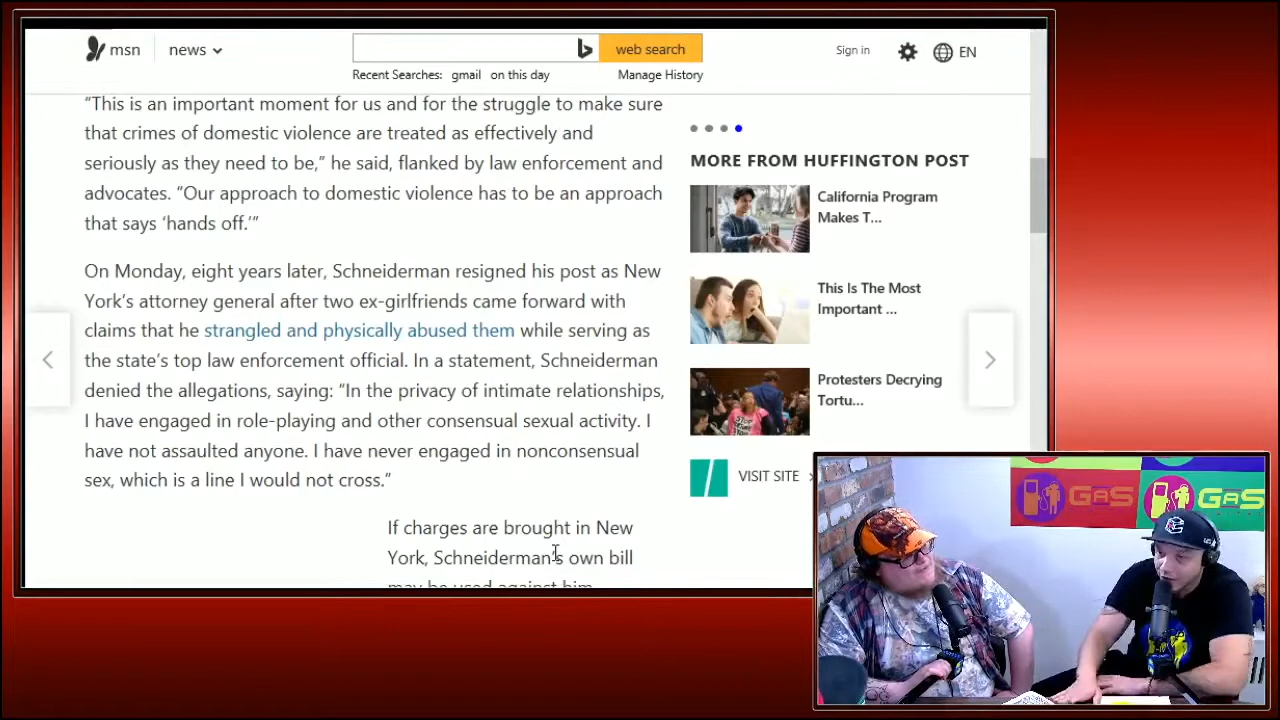 msn
news
web search
Sign in
EN
Recent Searches: gmail on this day
Manage History
“This is an important moment for us and for the struggle to make sure
that crimes of domestic violence are treated as effectively and
seriously as they need to be,” he said, flanked by law enforcement and
advocates. “Our approach to domestic violence has to be an approach
that says ‘hands off.’”
On Monday, eight years later, Schneiderman resigned his post as New
York’s attorney general after two ex-girlfriends came forward with
claims that he strangled and physically abused them while serving as
the state’s top law enforcement official. In a statement, Schneiderman
denied the allegations, saying: “In the privacy of intimate relationships,
I have engaged in role-playing and other consensual sexual activity. I
have not assaulted anyone. I have never engaged in nonconsensual
sex, which is a line I would not cross.”
If charges are brought in New
York, Schneiderman’s own bill
may be used against him
MORE FROM HUFFINGTON POST
California Program
Makes T...
This Is The Most
Important ...
Protesters Decrying
Tortu...
VISIT SITE
GAS
GAS